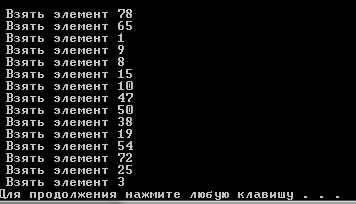 Взять элемент 78
Взять элемент 65
Взять элемент 1
Взять элемент 9
Взять элемент 8
Взять элемент 15
Взять элемент 10
Взять элемент 47
Взять элемент 50
Взять элемент 38
Взять элемент 19
Взять элемент 54
Взять элемент 72
Взять элемент 25
Взять элемент 3
Для продолжения нажмите любую клавишу . . .